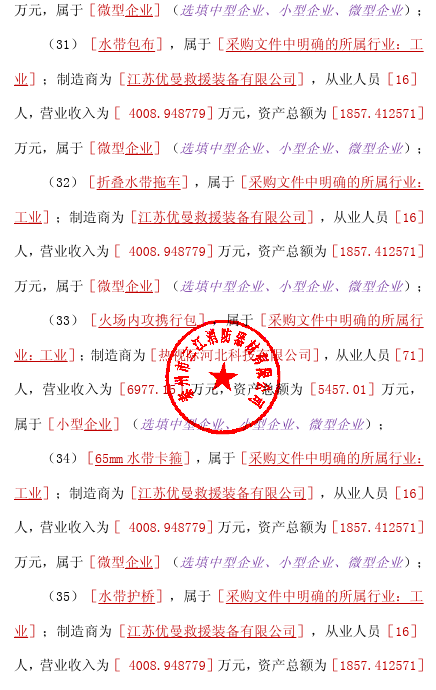 万元，属于［微型企业］（选填中型企业、小型企业、微型企业）；
（31）［水带包布］，属于［采购文件中明确的所属行业：工
业］；制造商为［江苏优曼救援装备有限公司］，从业人员［16］
人，营业收入为［ 4008.948779］万元，资产总额为［1857.412571］
万元，属于［微型企业］（选填中型企业、小型企业、微型企业）；
（32）［折叠水带拖车］，属于［采购文件中明确的所属行业：
工业］；制造商为［江苏优曼救援装备有限公司］，从业人员［16］
人，营业收入为［ 4008.948779］万元，资产总额为［1857.412571］
万元，属于［微型企业］（选填中型企业、小型企业、微型企业）；
（33）［火场内攻携行包］，属于［采购文件中明确的所属行
业：工业］；制造商为［热 河北科技有限公司］，从业人员［71］
人，营业收入为［6977.15］万元，资产总额为［5457.01］万元，
属于［小型企业］（选填中型企业、小型企业、微型企业）；
（34）［65mm 水带卡箍］，属于［采购文件中明确的所属行业：
工业］；制造商为［江苏优曼救援装备有限公司］，从业人员［16］
人，营业收入为［ 4008.948779］万元，资产总额为［1857.412571］
万元，属于［微型企业］（选填中型企业、小型企业、微型企业）；
（35）［水带护桥］，属于［采购文件中明确的所属行业：工
业］；制造商为［江苏优曼救援装备有限公司］，从业人员［16］
人，营业收入为［ 4008.948779］万元，资产总额为［1857.412571］
州市 江消防器材有限公司